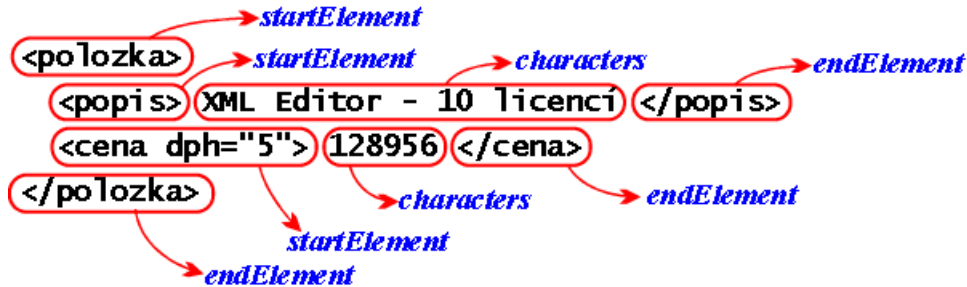 startElement
<polozka> startElement characters endElement
<popis> XML Editor - 10 licencí </popis>
<cena dph="5"> 128956 </cena>
</polozka> characters endElement
startElement
endElement